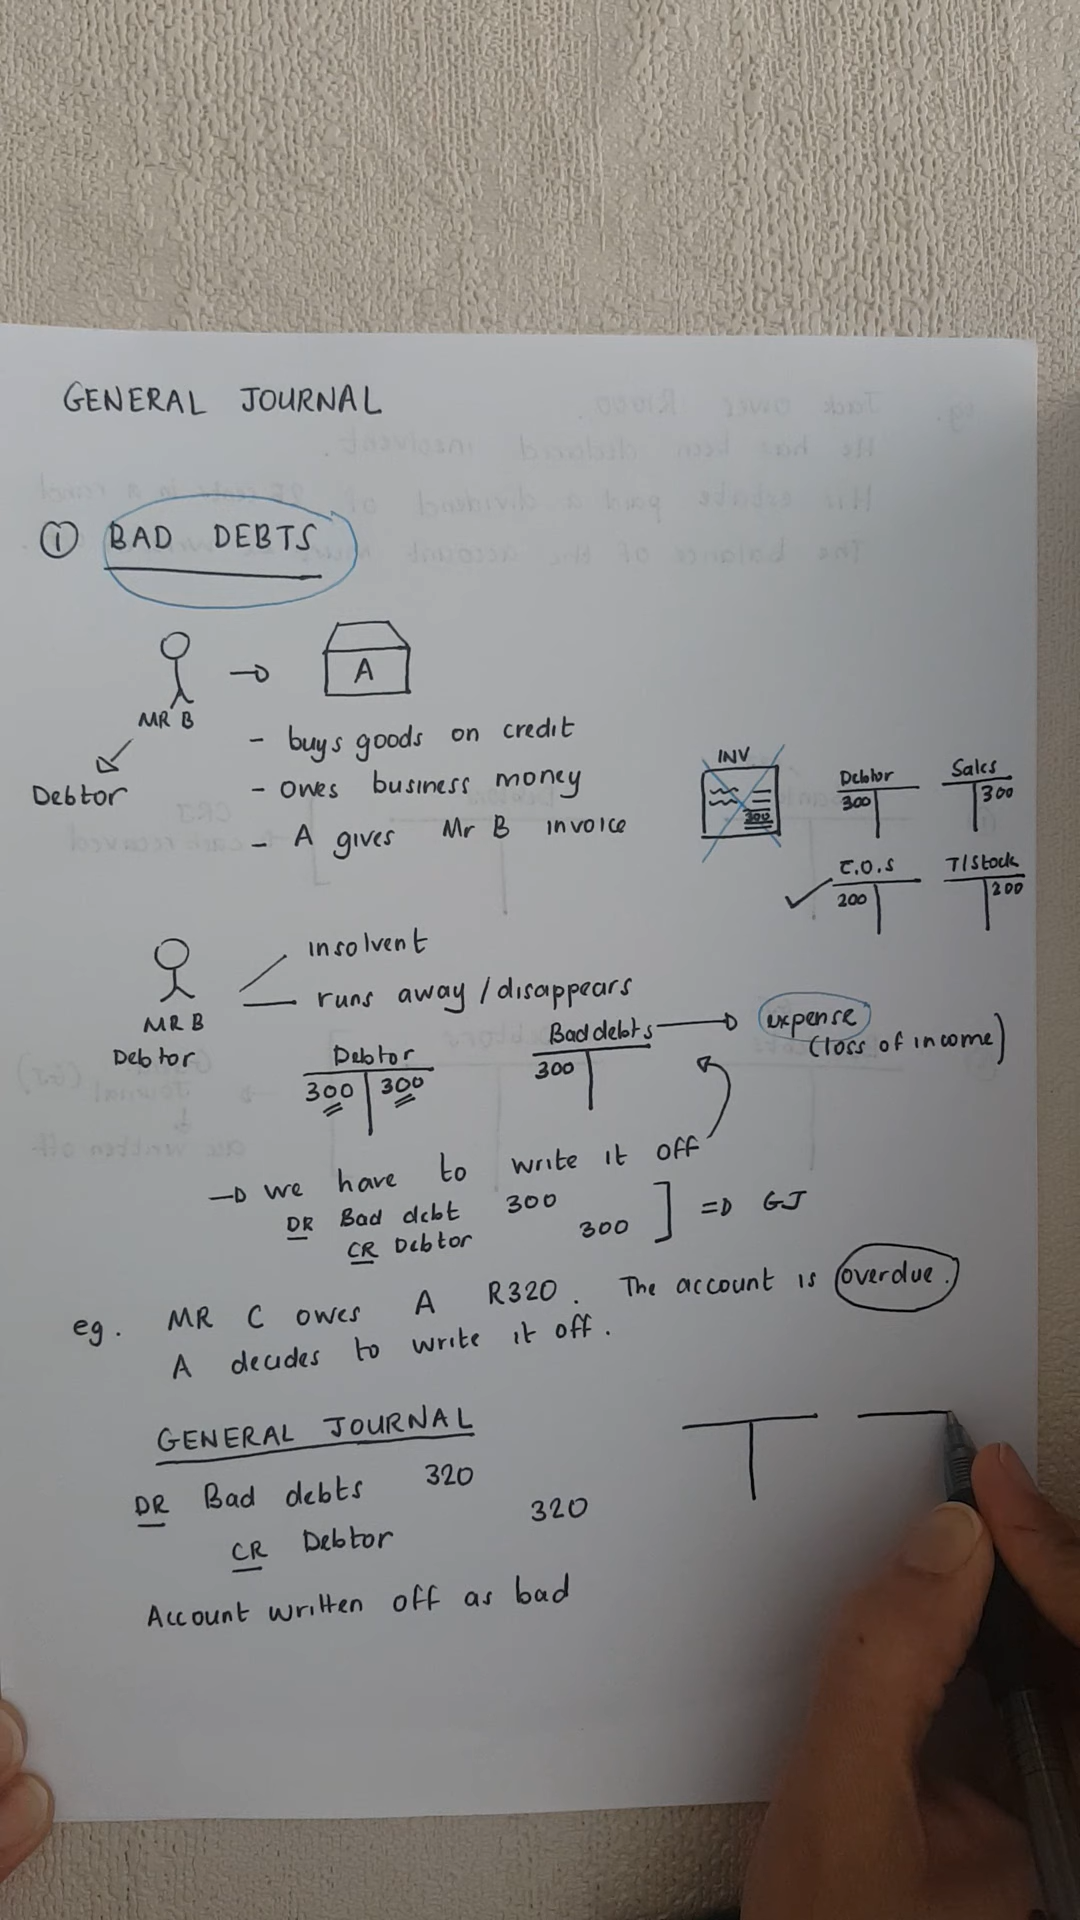 GENERAL JOURNAL
① BAD DEBTS
A
MR B
Debtor
- buys goods on credit
- owes business money
- A gives Mr B invoice
INV
300
Debtor
300
Sales
300
C.O.S
200
T/Stock
200
MR B
Debtor
insolvent
runs away / disappears
Debtor
300 300
Bad debts
300
expense
(loss of income)
we have to write it off
DR Bad debt 300
CR Debtor 300
GJ
eg. MR C owes A R320. The account is overdue.
A decides to write it off.
GENERAL JOURNAL
DR Bad debts 320
CR Debtor 320
Account written off as bad